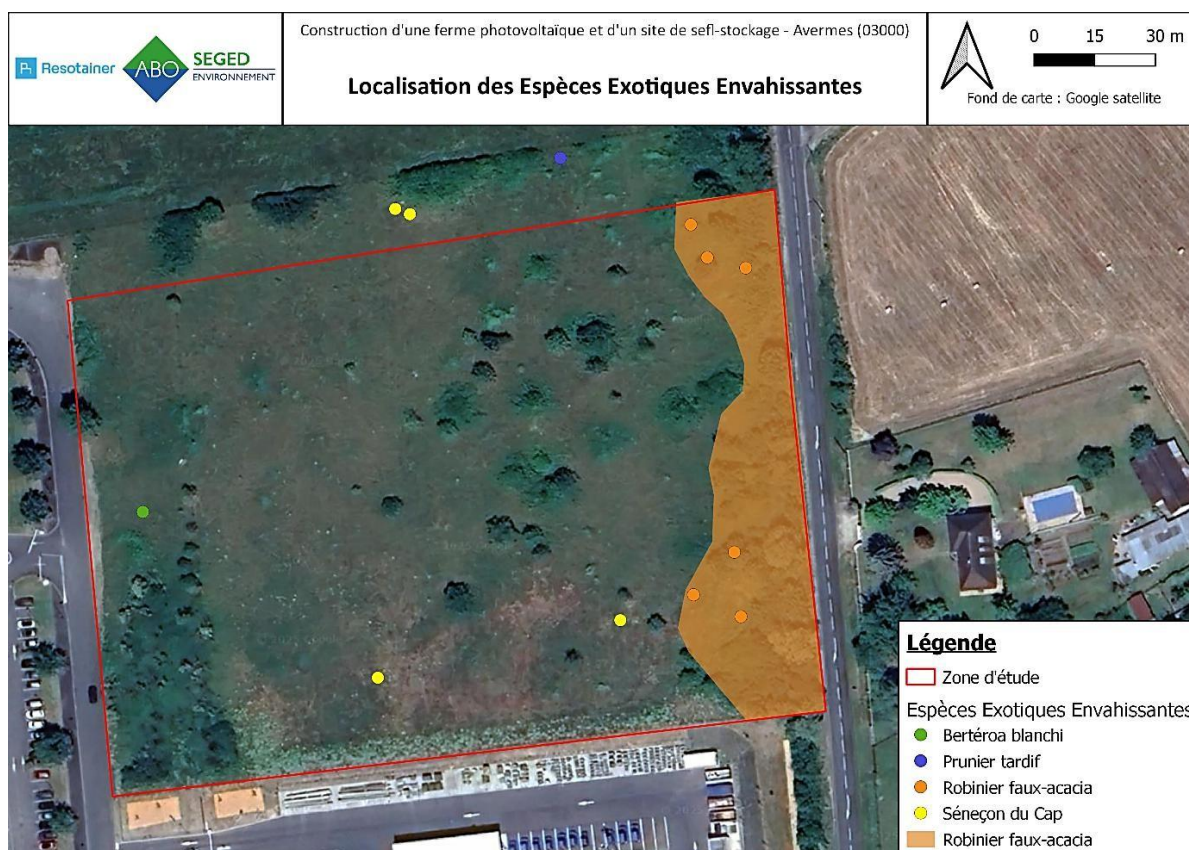 Resotainer
ABO
SEGED
ENVIRONNEMENT
Construction d'une ferme photovoltaïque et d'un site de sefl-stockage - Avermes (03000)
Localisation des Espèces Exotiques Envahissantes
0 15 30 m
Fond de carte : Google satellite
Légende
Zone d'étude
Espèces Exotiques Envahissantes
Bertéroa blanchi
Prunier tardif
Robinier faux-acacia
Séneçon du Cap
Robinier faux-acacia